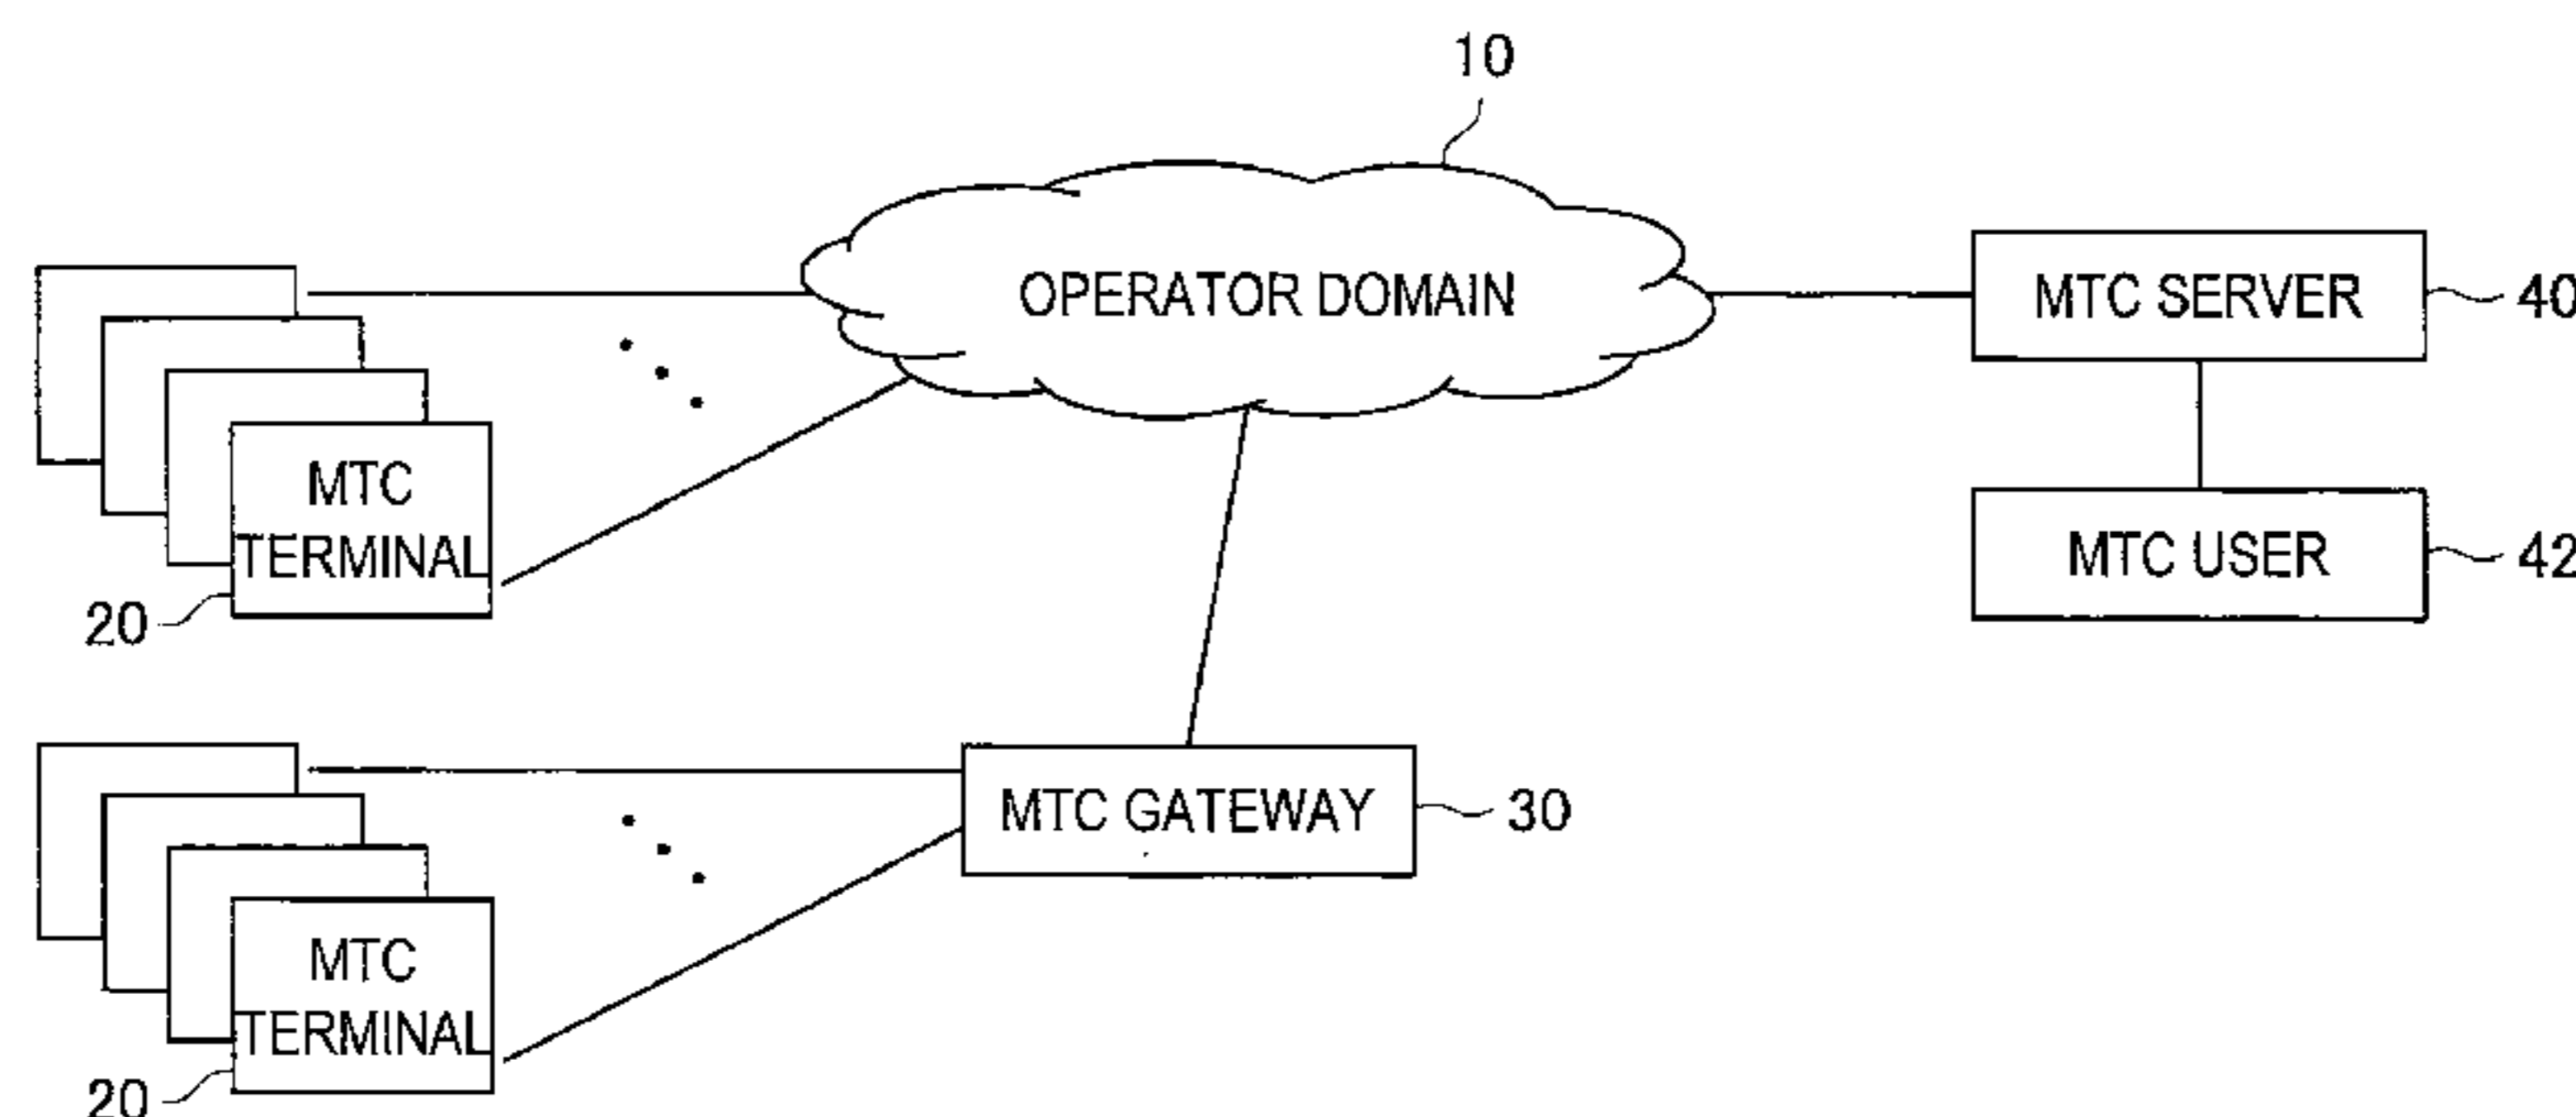 10
OPERATOR DOMAIN
MTC SERVER
40
MTC
TERMINAL
20
MTC USER
42
MTC GATEWAY
30
MTC
TERMINAL
20